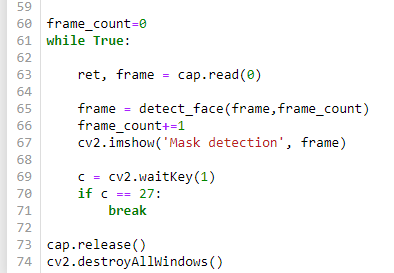 59
60 frame_count=0
61 while True:
62
63     ret, frame = cap.read(0)
64
65     frame = detect_face(frame,frame_count)
66     frame_count+=1
67     cv2.imshow('Mask detection', frame)
68
69     c = cv2.waitKey(1)
70     if c == 27:
71         break
72
73 cap.release()
74 cv2.destroyAllWindows()